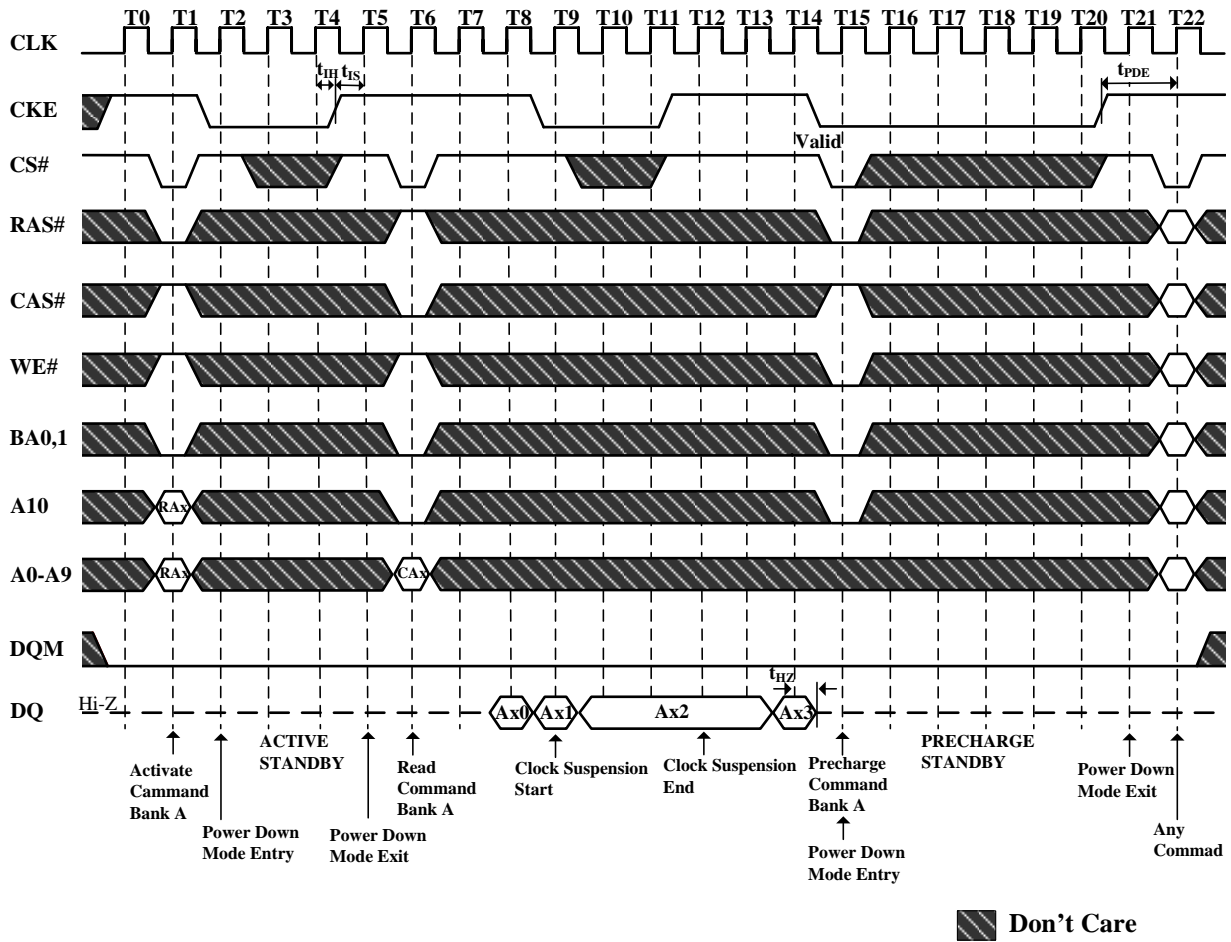 T0 T1 T2 T3 T4 T5 T6 T7 T8 T9 T10 T11 T12 T13 T14 T15 T16 T17 T18 T19 T20 T21 T22
CLK
tIH tIS
tPDE
CKE
Valid
CS#
RAS#
CAS#
WE#
BA0,1
A10
RAx
A0-A9
RAx
CAx
DQM
tHZ
DQ
Hi-Z
Ax0
Ax1
Ax2
Ax3
Activate
Cammand
Bank A
Power Down
Mode Entry
ACTIVE
STANDBY
Power Down
Mode Exit
Read
Command
Bank A
Clock Suspension
Start
Clock Suspension
End
Precharge
Command
Bank A
Power Down
Mode Entry
PRECHARGE
STANDBY
Power Down
Mode Exit
Any
Commad
Don't Care